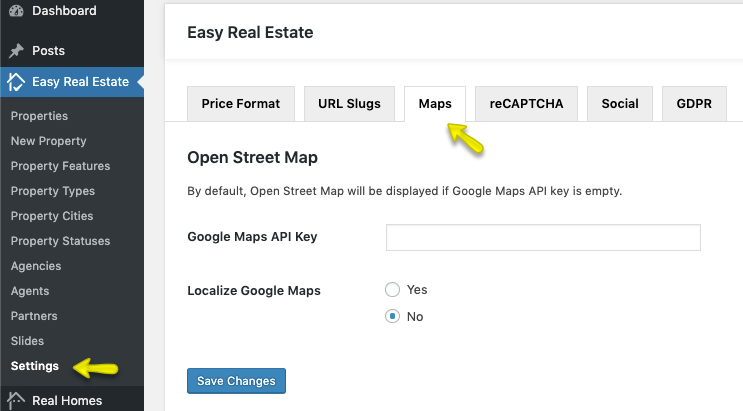 Dashboard
Posts
Easy Real Estate
Properties
New Property
Property Features
Property Types
Property Cities
Property Statuses
Agencies
Agents
Partners
Slides
Settings
Real Homes
Easy Real Estate
Price Format
URL Slugs
Maps
reCAPTCHA
Social
GDPR
Open Street Map
By default, Open Street Map will be displayed if Google Maps API key is empty.
Google Maps API Key
Localize Google Maps
Yes
No
Save Changes